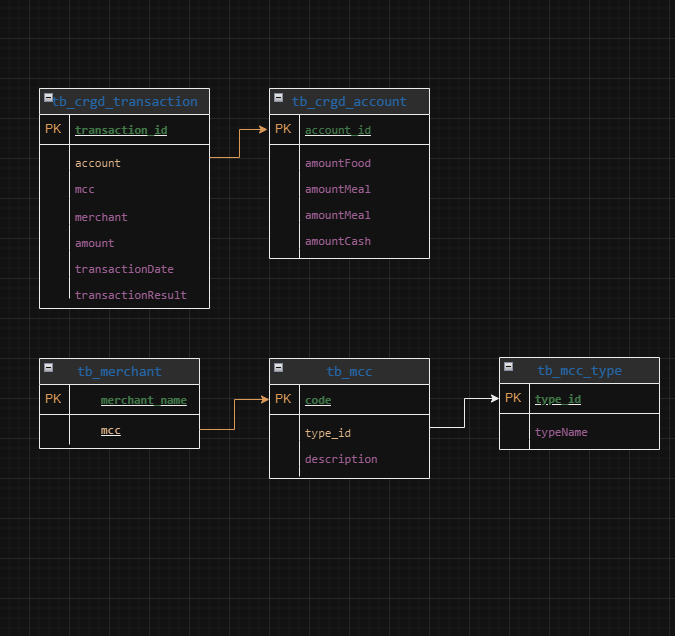 tb_crgd_transaction
PK transaction_id
account
mcc
merchant
amount
transactionDate
transactionResult
tb_crgd_account
PK account_id
amountFood
amountMeal
amountMeal
amountCash
tb_merchant
PK merchant_name
mcc
tb_mcc
PK code
type_id
description
tb_mcc_type
PK type_id
typeName